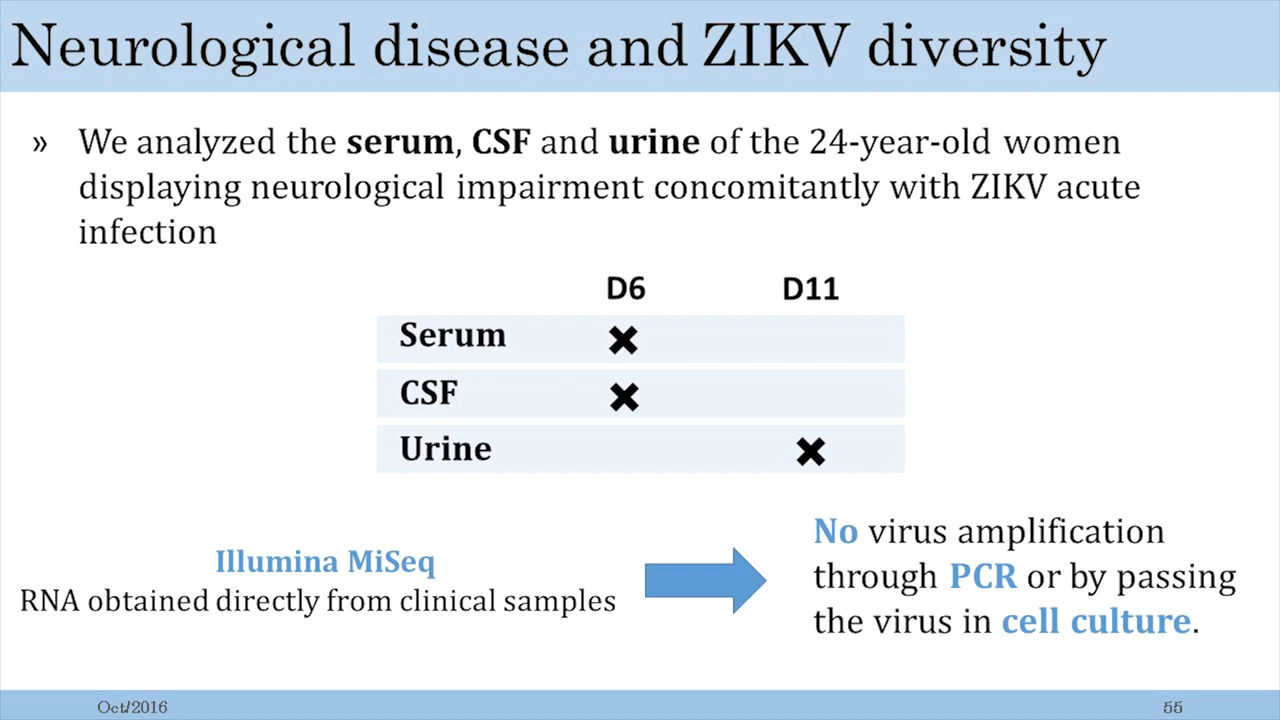 Neurological disease and ZIKV diversity
» We analyzed the serum, CSF and urine of the 24-year-old women
displaying neurological impairment concomitantly with ZIKV acute
infection
D6 D11
Serum ✖
CSF ✖
Urine ✖
Illumina MiSeq
RNA obtained directly from clinical samples
No virus amplification
through PCR or by passing
the virus in cell culture.
Oct/2016 55